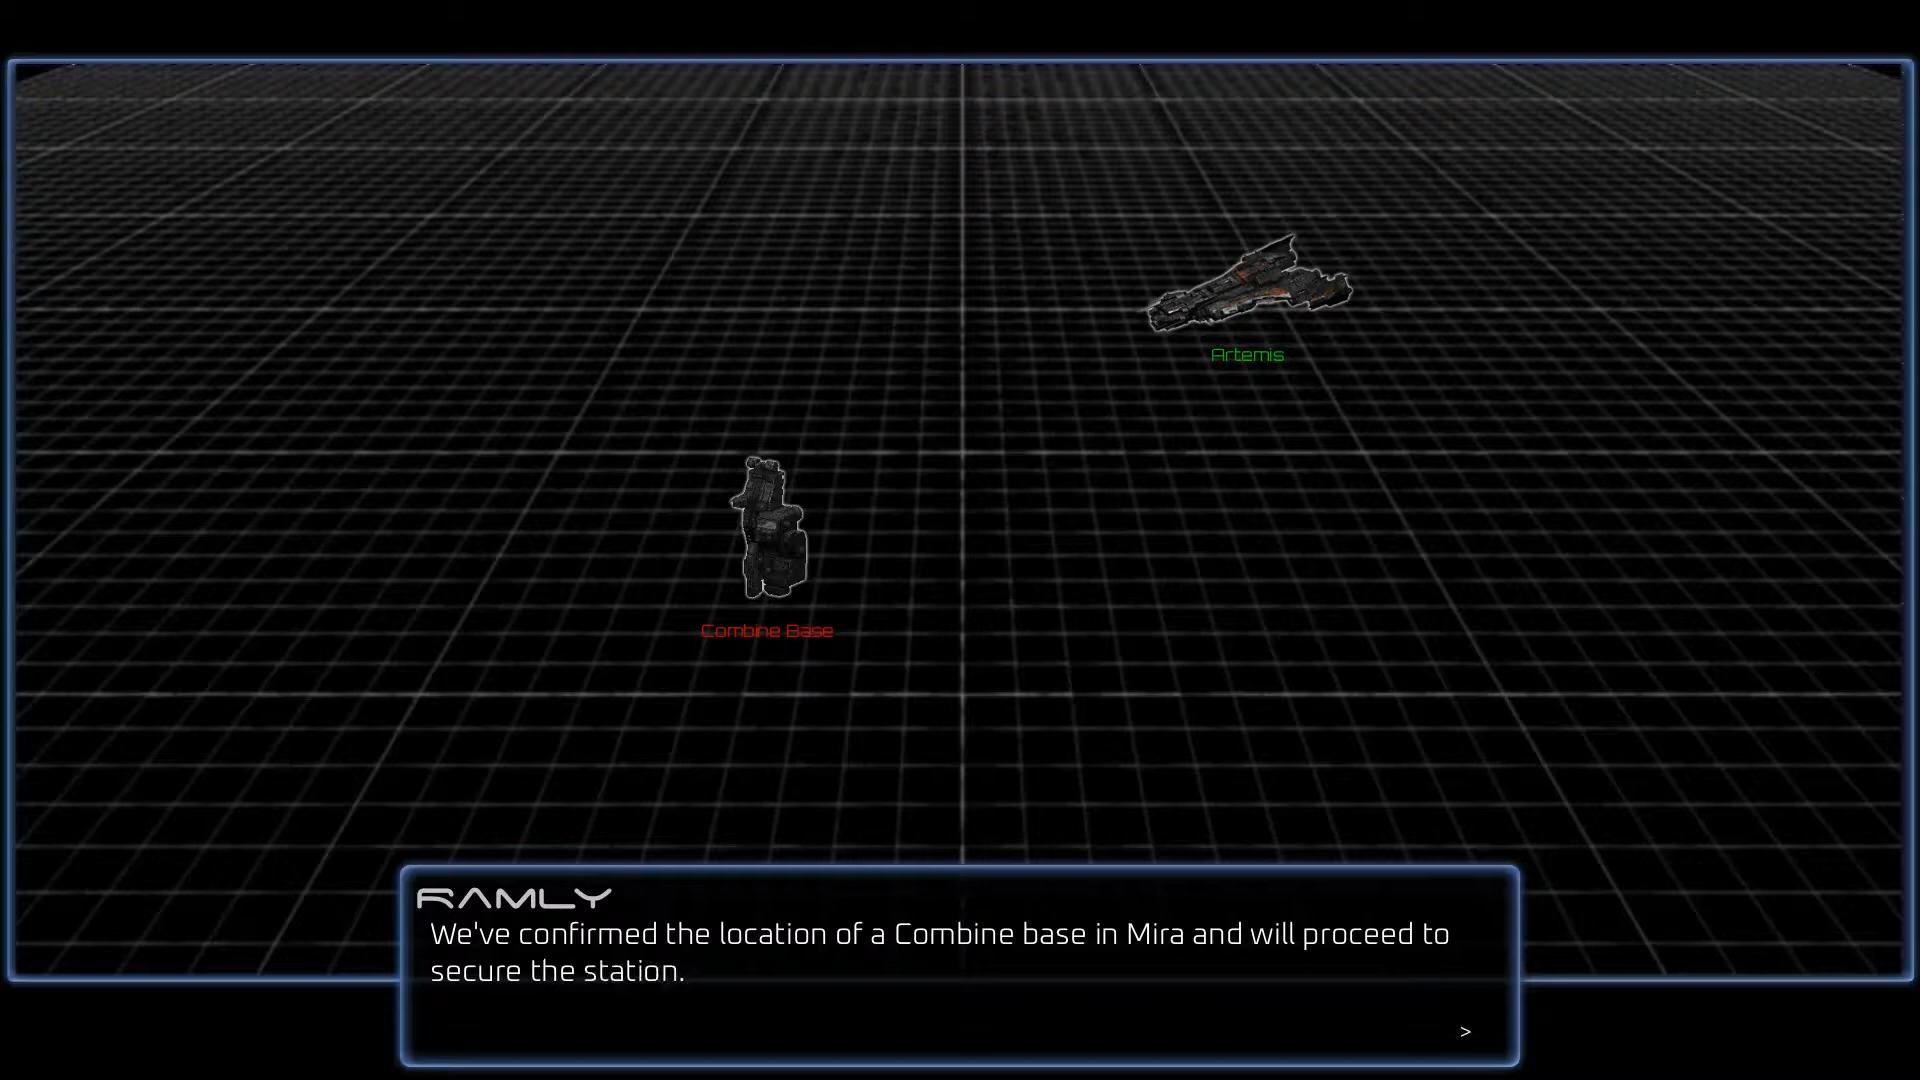 Artemis
Combine Base
RAMLY
We've confirmed the location of a Combine base in Mira and will proceed to
secure the station.
>